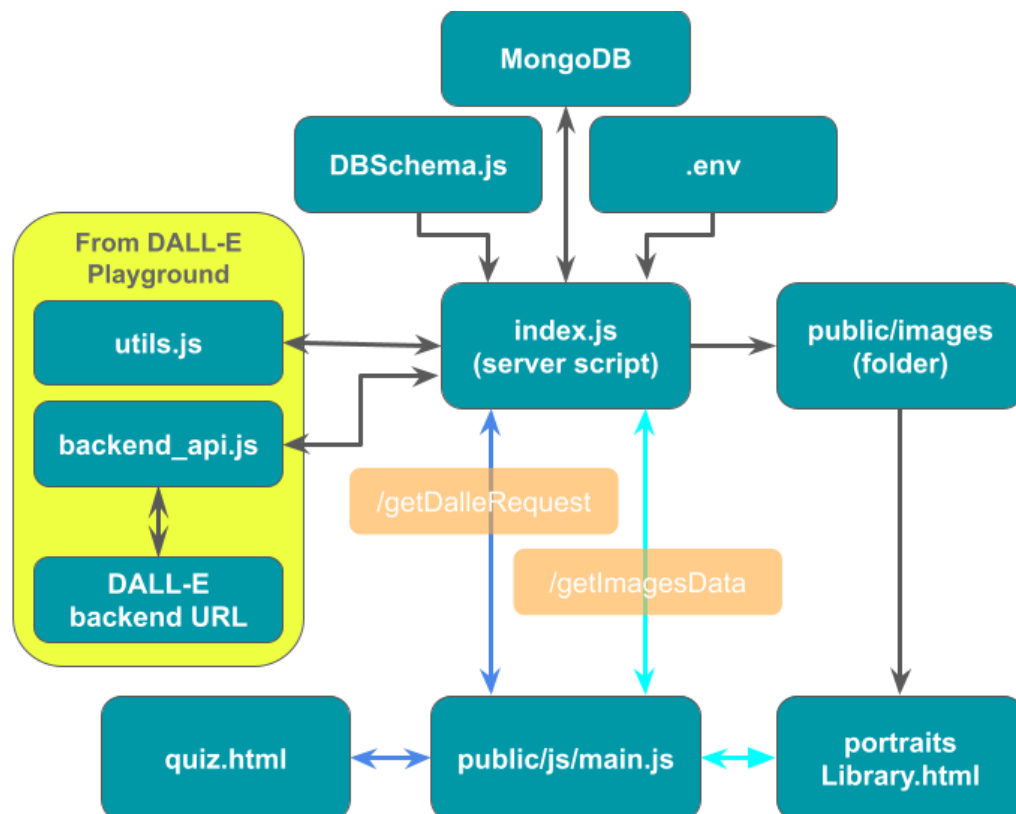 MongoDB
DBSchema.js
.env
From DALL-E
Playground
utils.js
index.js
(server script)
public/images
(folder)
backend_api.js
/getDalleRequest
/getImagesData
DALL-E
backend URL
quiz.html
public/js/main.js
portraits
Library.html